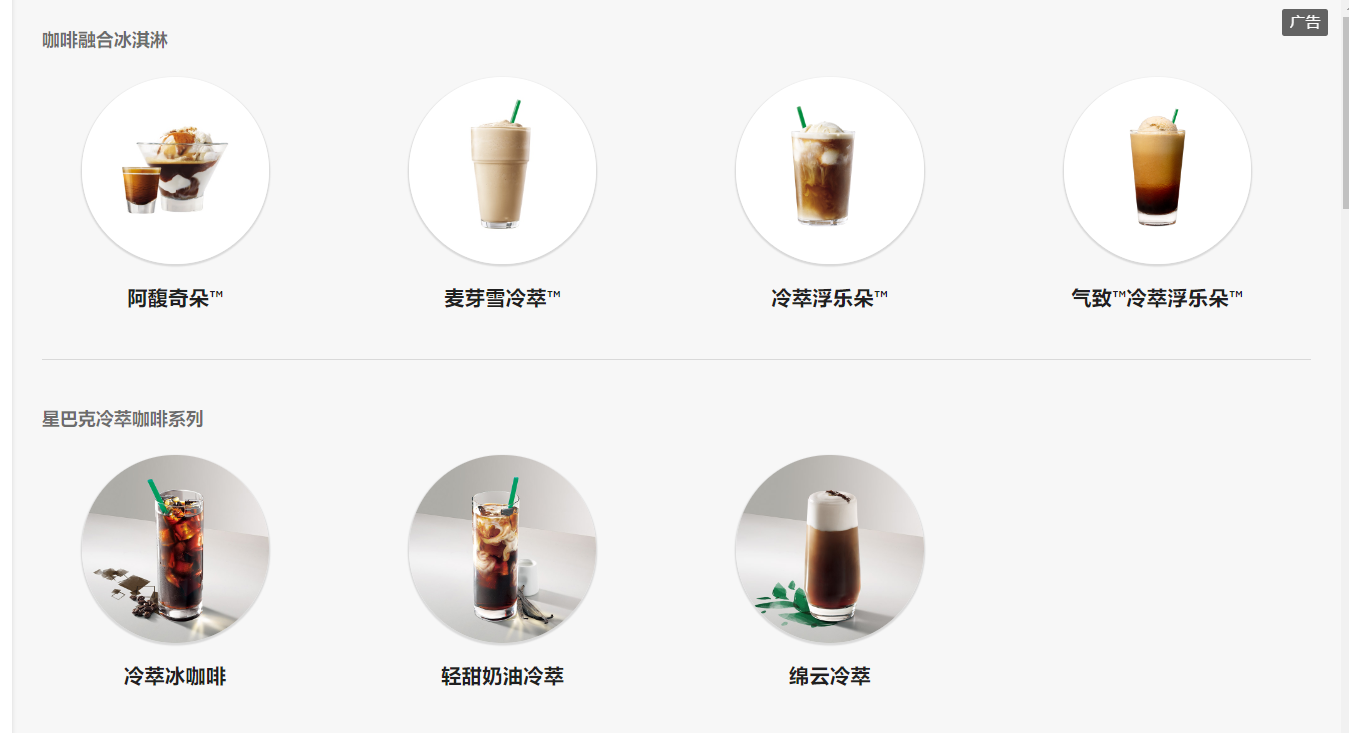 广告
咖啡融合冰淇淋
阿馥奇朵™
麦芽雪冷萃™
冷萃浮乐朵™
气致™冷萃浮乐朵™
星巴克冷萃咖啡系列
冷萃冰咖啡
轻甜奶油冷萃
绵云冷萃